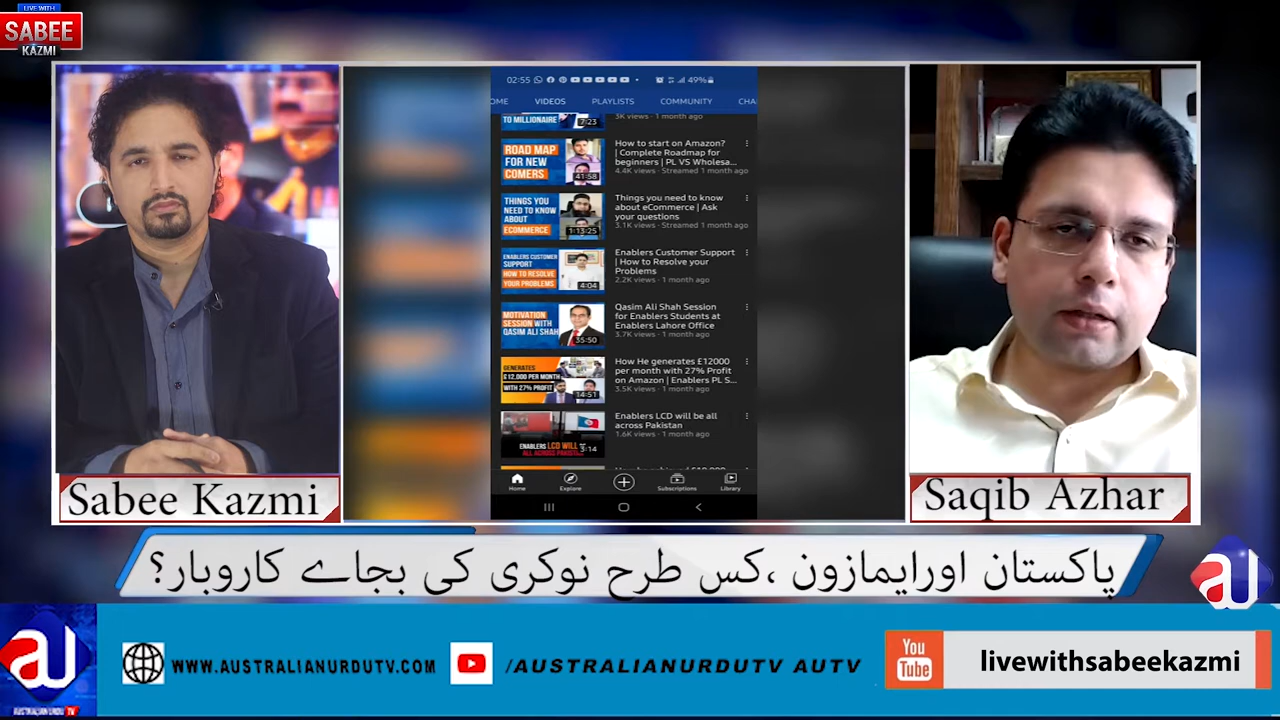 LIVE WITH
SABEE
KAZMI
02:55
49%
OME VIDEOS PLAYLISTS COMMUNITY CHA
TO MILLIONAIRE
7:23
3K views · 1 month ago
ROAD MAP
FOR NEW
COMERS
41:58
How to start on Amazon?
| Complete Roadmap for
beginners | PL VS Wholesa...
4.4K views · Streamed 1 month ago
THINGS YOU
NEED TO KNOW
ABOUT
ECOMMERCE
1:13:25
Things you need to know
about eCommerce | Ask
your questions
3.1K views · Streamed 1 month ago
ENABLERS CUSTOMER
SUPPORT
HOW TO RESOLVE
YOUR PROBLEMS
4:04
Enablers Customer Support
| How to Resolve your
Problems
2.2K views · 1 month ago
MOTIVATION
SESSION WITH
QASIM ALI SHAH
35:50
Qasim Ali Shah Session
for Enablers Students at
Enablers Lahore Office
3.7K views · 1 month ago
GENERATES
£12,000 PER MONTH
WITH 27% PROFIT
14:51
How He generates £12000
per month with 27% Profit
on Amazon | Enablers PL S...
3.5K views · 1 month ago
ENABLERS LCD WILL
ALL ACROSS
3:14
Enablers LCD will be all
across Pakistan
1.6K views · 1 month ago
Home Explore Subscriptions Library
Sabee Kazmi
Saqib Azhar
پاکستان اورایمازون ،کس طرح نوکری کی بجاے کاروبار؟
WWW.AUSTRALIANURDUTV.COM
/AUSTRALIANURDUTV AUTV
You
Tube
livewithsabeekazmi
AUSTRALIAN URDU TV